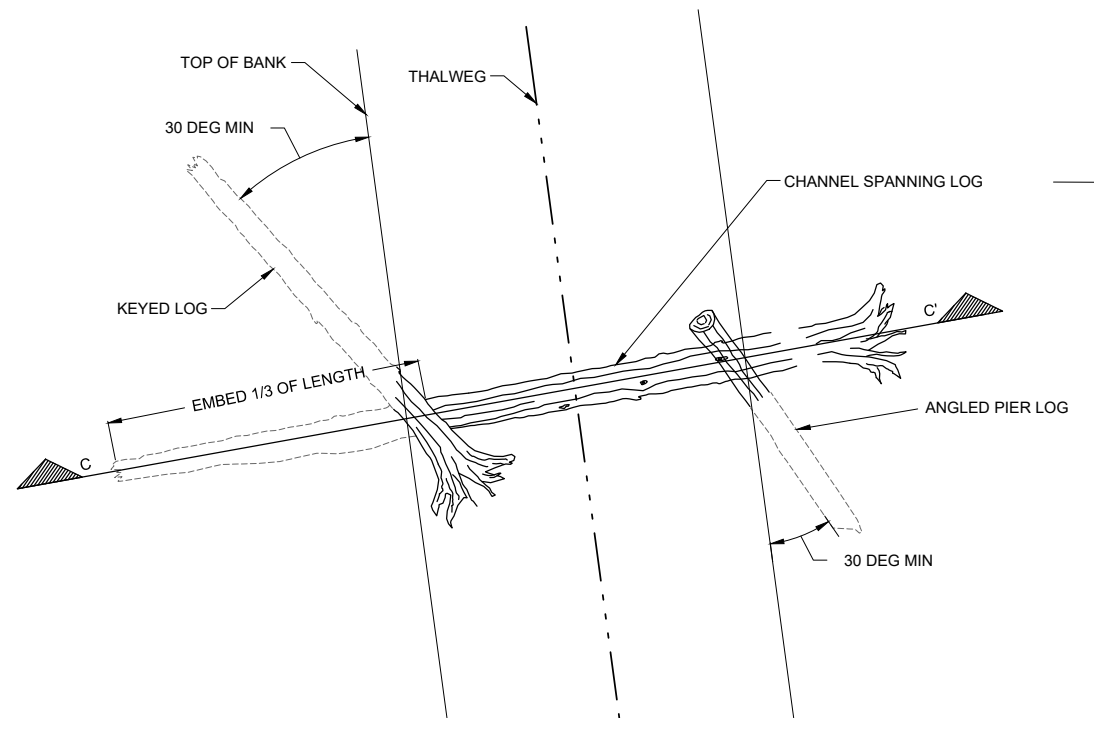 TOP OF BANK
THALWEG
30 DEG MIN
CHANNEL SPANNING LOG
KEYED LOG
C'
EMBED 1/3 OF LENGTH
ANGLED PIER LOG
C
30 DEG MIN